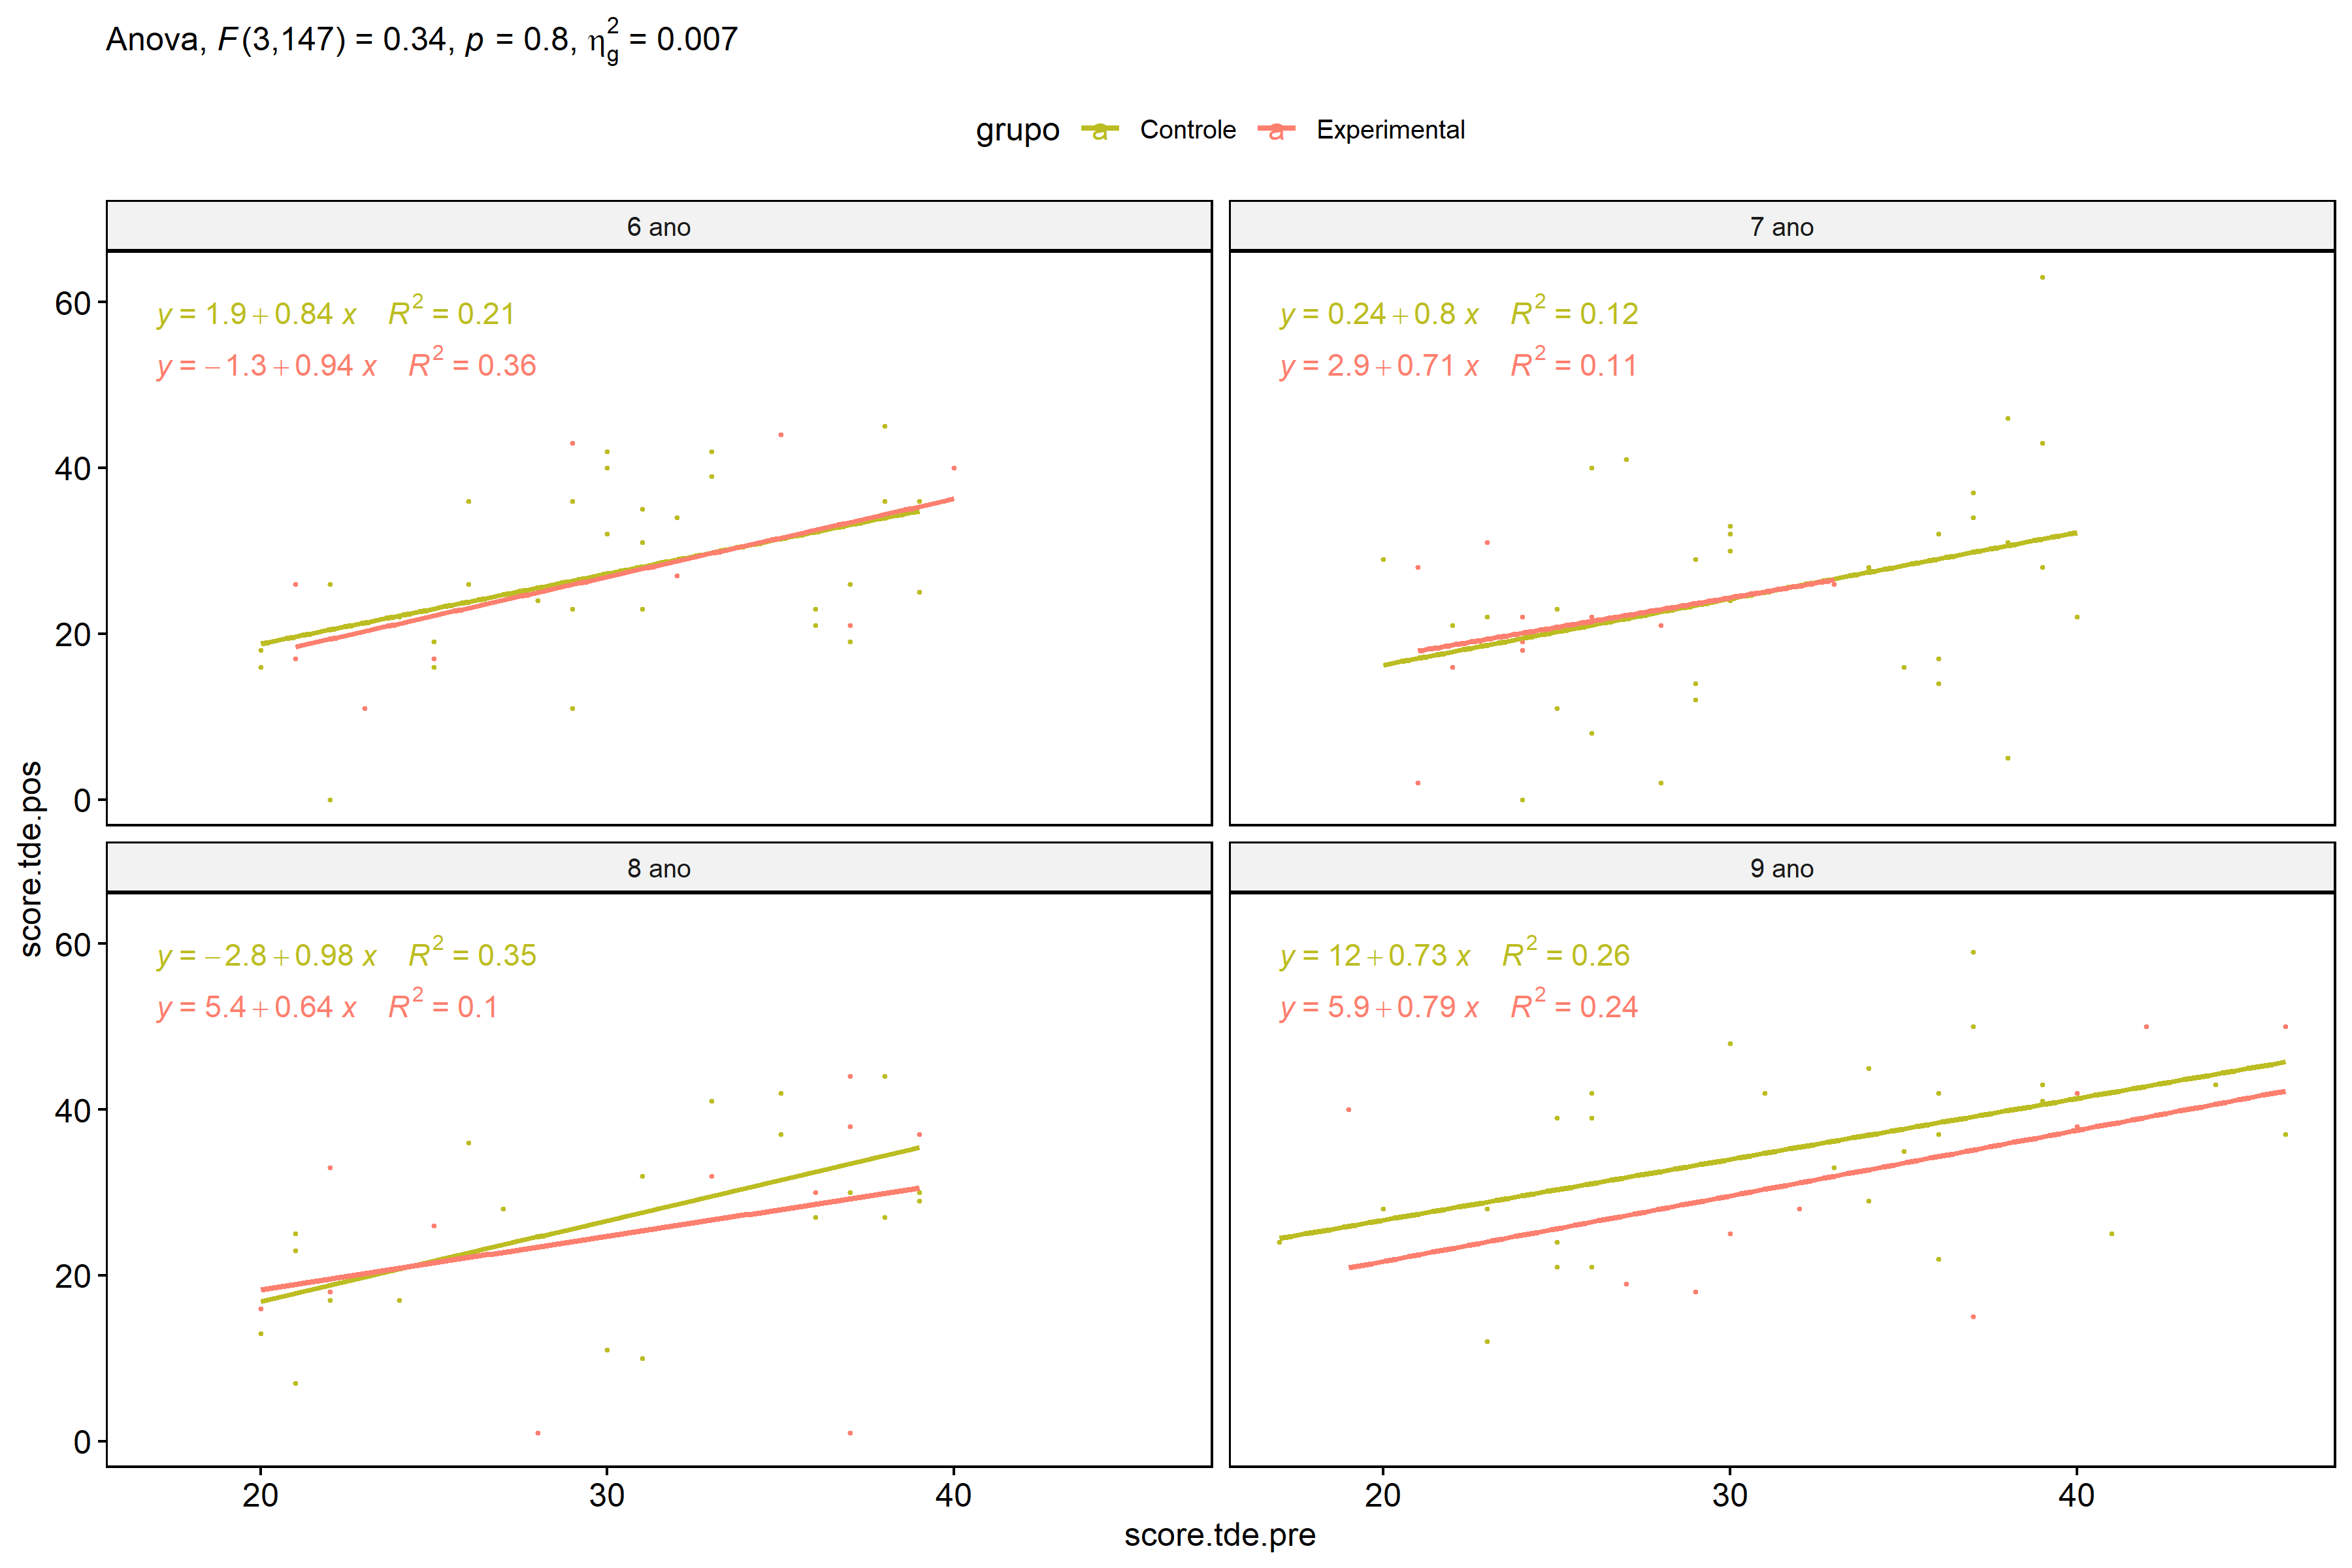 Anova, F(3,147) = 0.34, p = 0.8, η²g = 0.007
grupo a Controle a Experimental
6 ano
7 ano
60
y = 1.9 + 0.84 x R² = 0.21
y = 0.24 + 0.8 x R² = 0.12
y = −1.3 + 0.94 x R² = 0.36
y = 2.9 + 0.71 x R² = 0.11
40
20
0
score.tde.pos
8 ano
9 ano
60
y = −2.8 + 0.98 x R² = 0.35
y = 12 + 0.73 x R² = 0.26
y = 5.4 + 0.64 x R² = 0.1
y = 5.9 + 0.79 x R² = 0.24
40
20
0
20 30 40
20 30 40
score.tde.pre